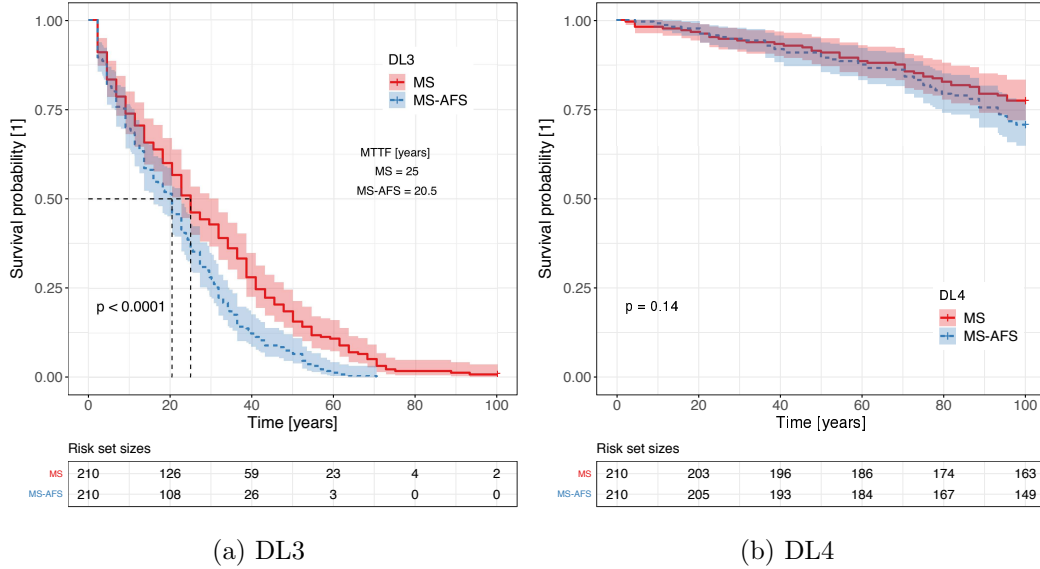 1.00
0.75
0.50
0.25
0.00
Survival probability [1]
DL3
MS
MS-AFS
MTTF [years]
MS = 25
MS-AFS = 20.5
p < 0.0001
0 20 40 60 80 100
Time [years]
Risk set sizes
MS 210 126 59 23 4 2
MS-AFS 210 108 26 3 0 0
(a) DL3
1.00
0.75
0.50
0.25
0.00
Survival probability [1]
p = 0.14
DL4
MS
MS-AFS
0 20 40 60 80 100
Time [years]
Risk set sizes
MS 210 203 196 186 174 163
MS-AFS 210 205 193 184 167 149
(b) DL4